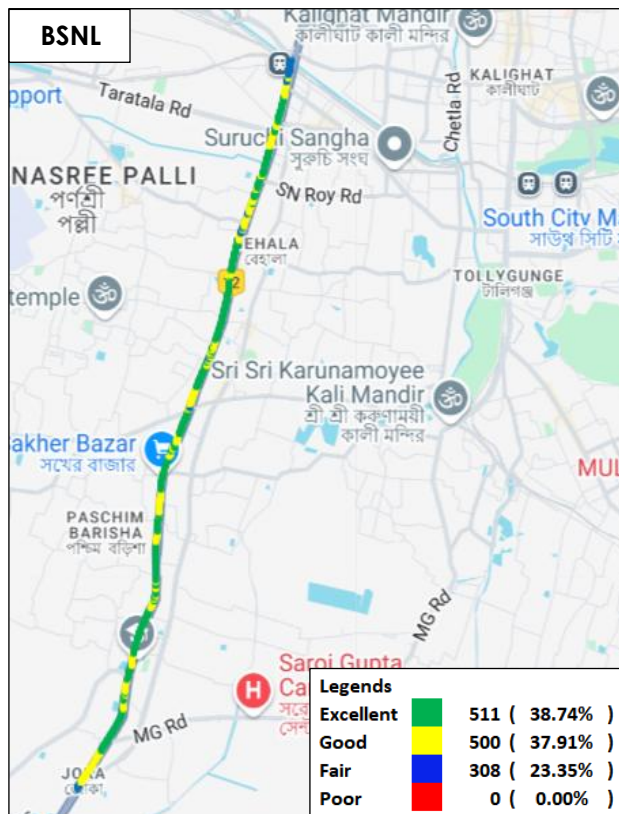 BSNL
Kalighat Mandir
কালীঘাট কালী মন্দির
KALIGHAT
কালীঘাট
Chetla Rd
pport
Taratala Rd
Suruchi Sangha
সুরুচি সংঘ
NASREE PALLI
পর্ণশ্রী
পল্লী
SN Roy Rd
South City Ma
সাউথ সিটি ম
EHALA
বেহালা
TOLLYGUNGE
টালিগঞ্জ
temple
2
Sri Sri Karunamoyee
Kali Mandir
শ্রী শ্রী করুণাময়ী
কালী মন্দির
akher Bazar
সখের বাজার
MUL
PASCHIM
BARISHA
পশ্চিম বড়িশা
MG Rd
Saroj Gupta
Ca
H
সরো
সেন্ট
MG Rd
JOKA
Legends
Excellent 511 ( 38.74% )
Good 500 ( 37.91% )
Fair 308 ( 23.35% )
Poor 0 ( 0.00% )